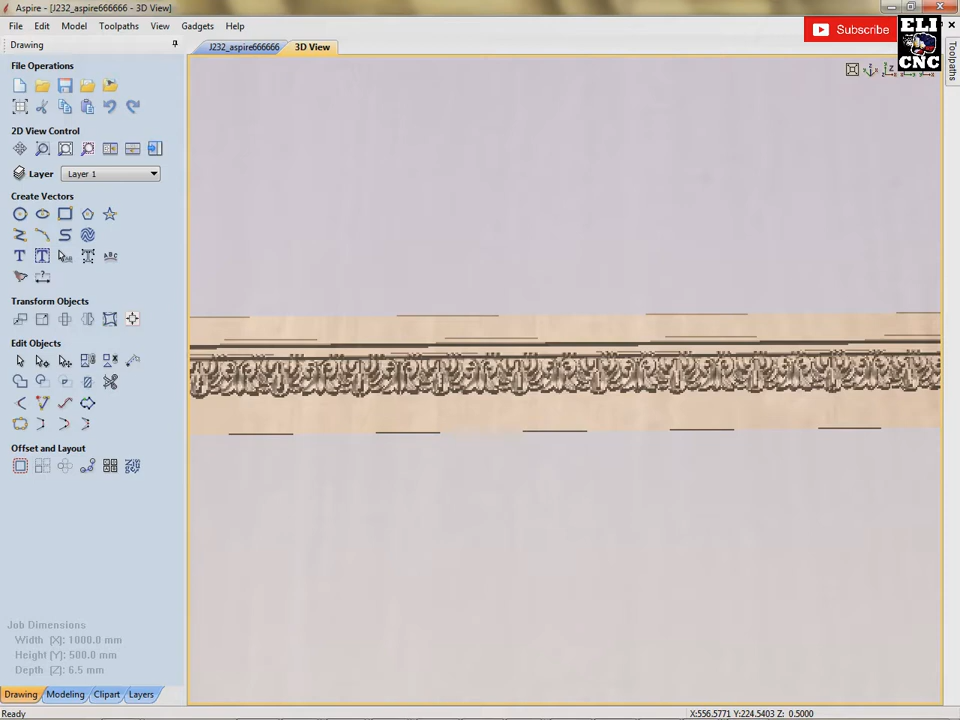 Aspire - [J232_aspire666666 - 3D View]
File Edit Model Toolpaths View Gadgets Help
Subscribe
ELI
CNC
Drawing
J232_aspire666666 3D View
Toolpaths
File Operations
2D View Control
Layer Layer 1
Create Vectors
Transform Objects
Edit Objects
Offset and Layout
Job Dimensions
Width [X]: 1000.0 mm
Height [Y]: 500.0 mm
Depth [Z]: 6.5 mm
Drawing Modeling Clipart Layers
Ready
X:556.5771 Y:224.5403 Z: 0.5000